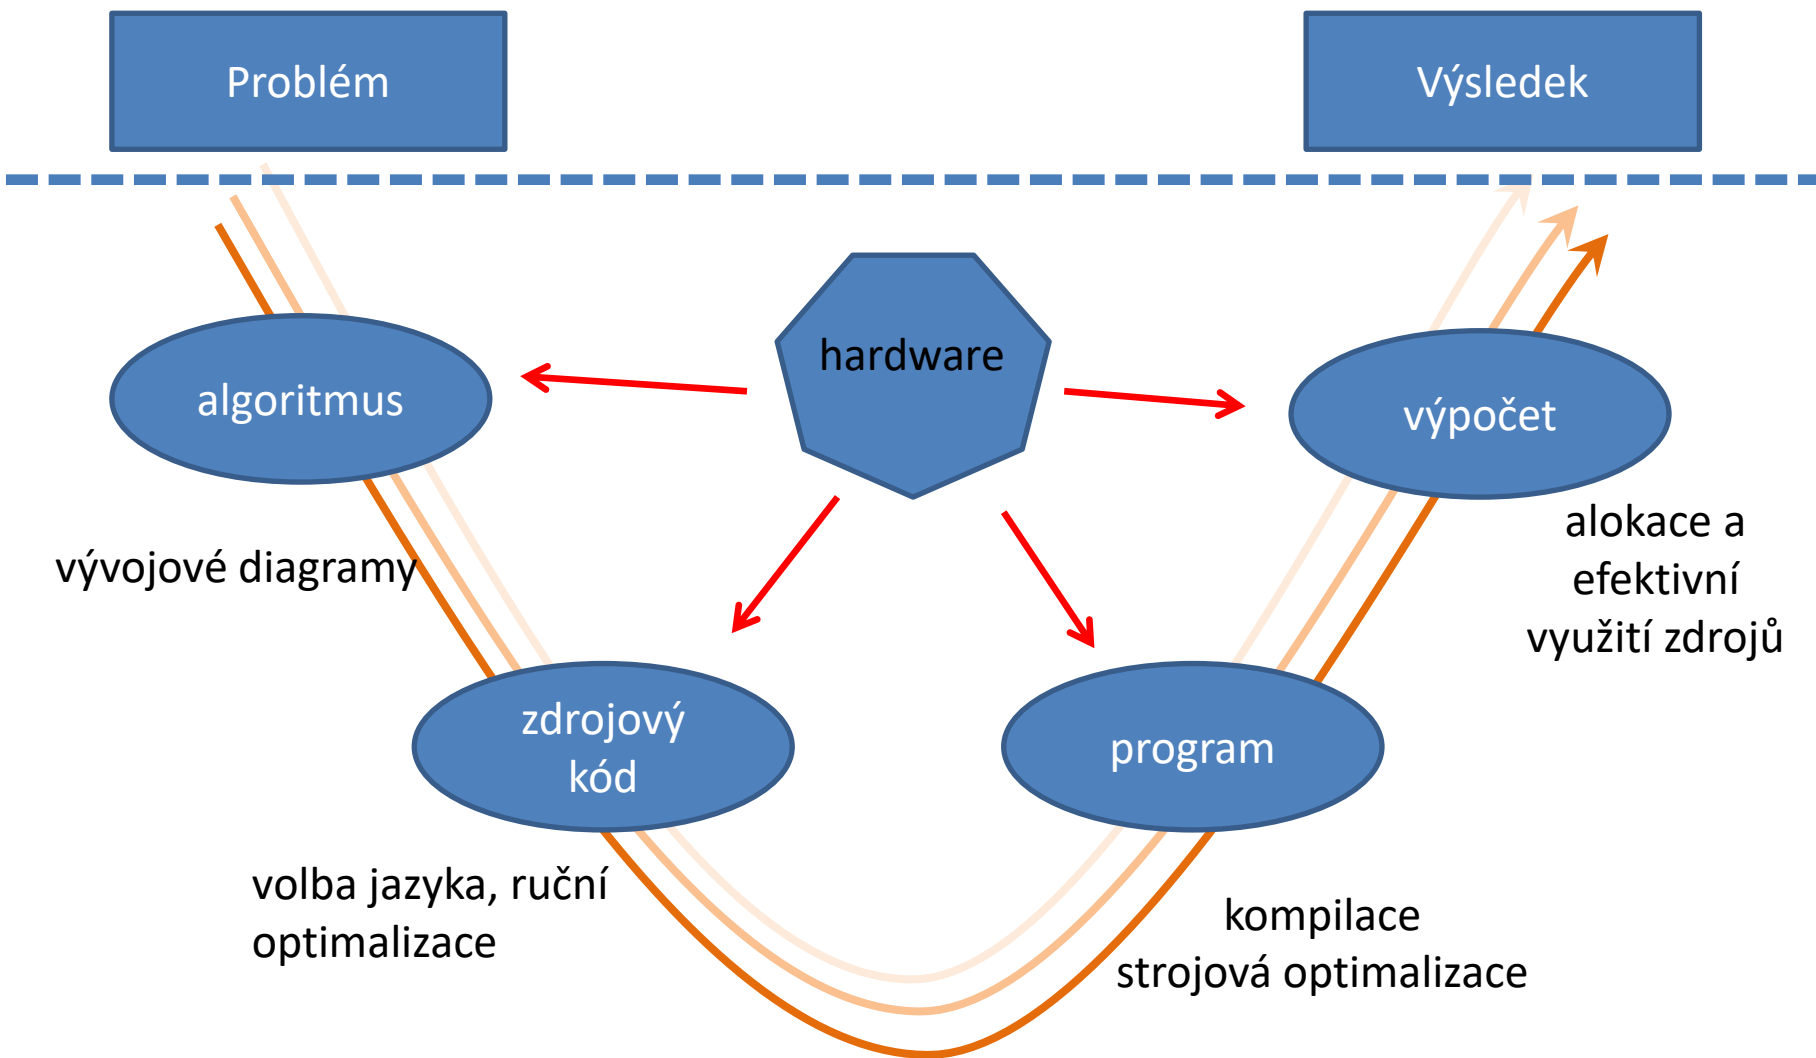 Problém
Výsledek
hardware
algoritmus
výpočet
vývojové diagramy
alokace a
efektivní
využití zdrojů
zdrojový
kód
program
volba jazyka, ruční
optimalizace
kompilace
strojová optimalizace